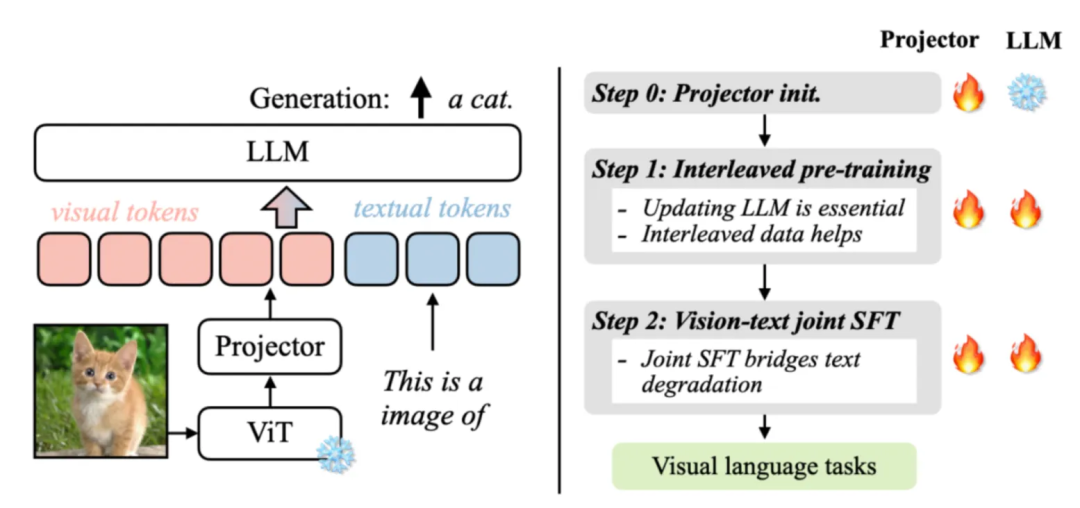 Generation: a cat.
LLM
visual tokens
textual tokens
Projector
This is a
image of
ViT
Projector LLM
Step 0: Projector init.
Step 1: Interleaved pre-training
- Updating LLM is essential
- Interleaved data helps
Step 2: Vision-text joint SFT
- Joint SFT bridges text
degradation
Visual language tasks